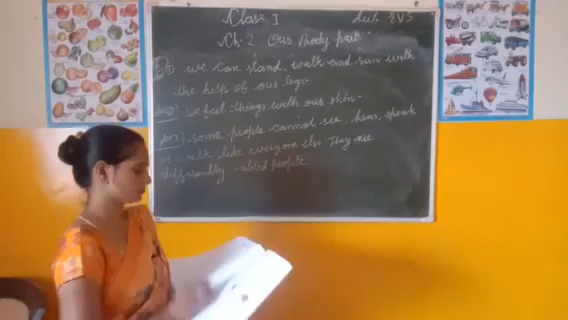 Class I Sub. EVS
Ch-2 Our Body parts.
we can stand, walk and run with
the help of our legs.
we feel things with our skin.
Ans3) some people cannot see, hear, speak
or walk like everyone else. They are
differently abled people